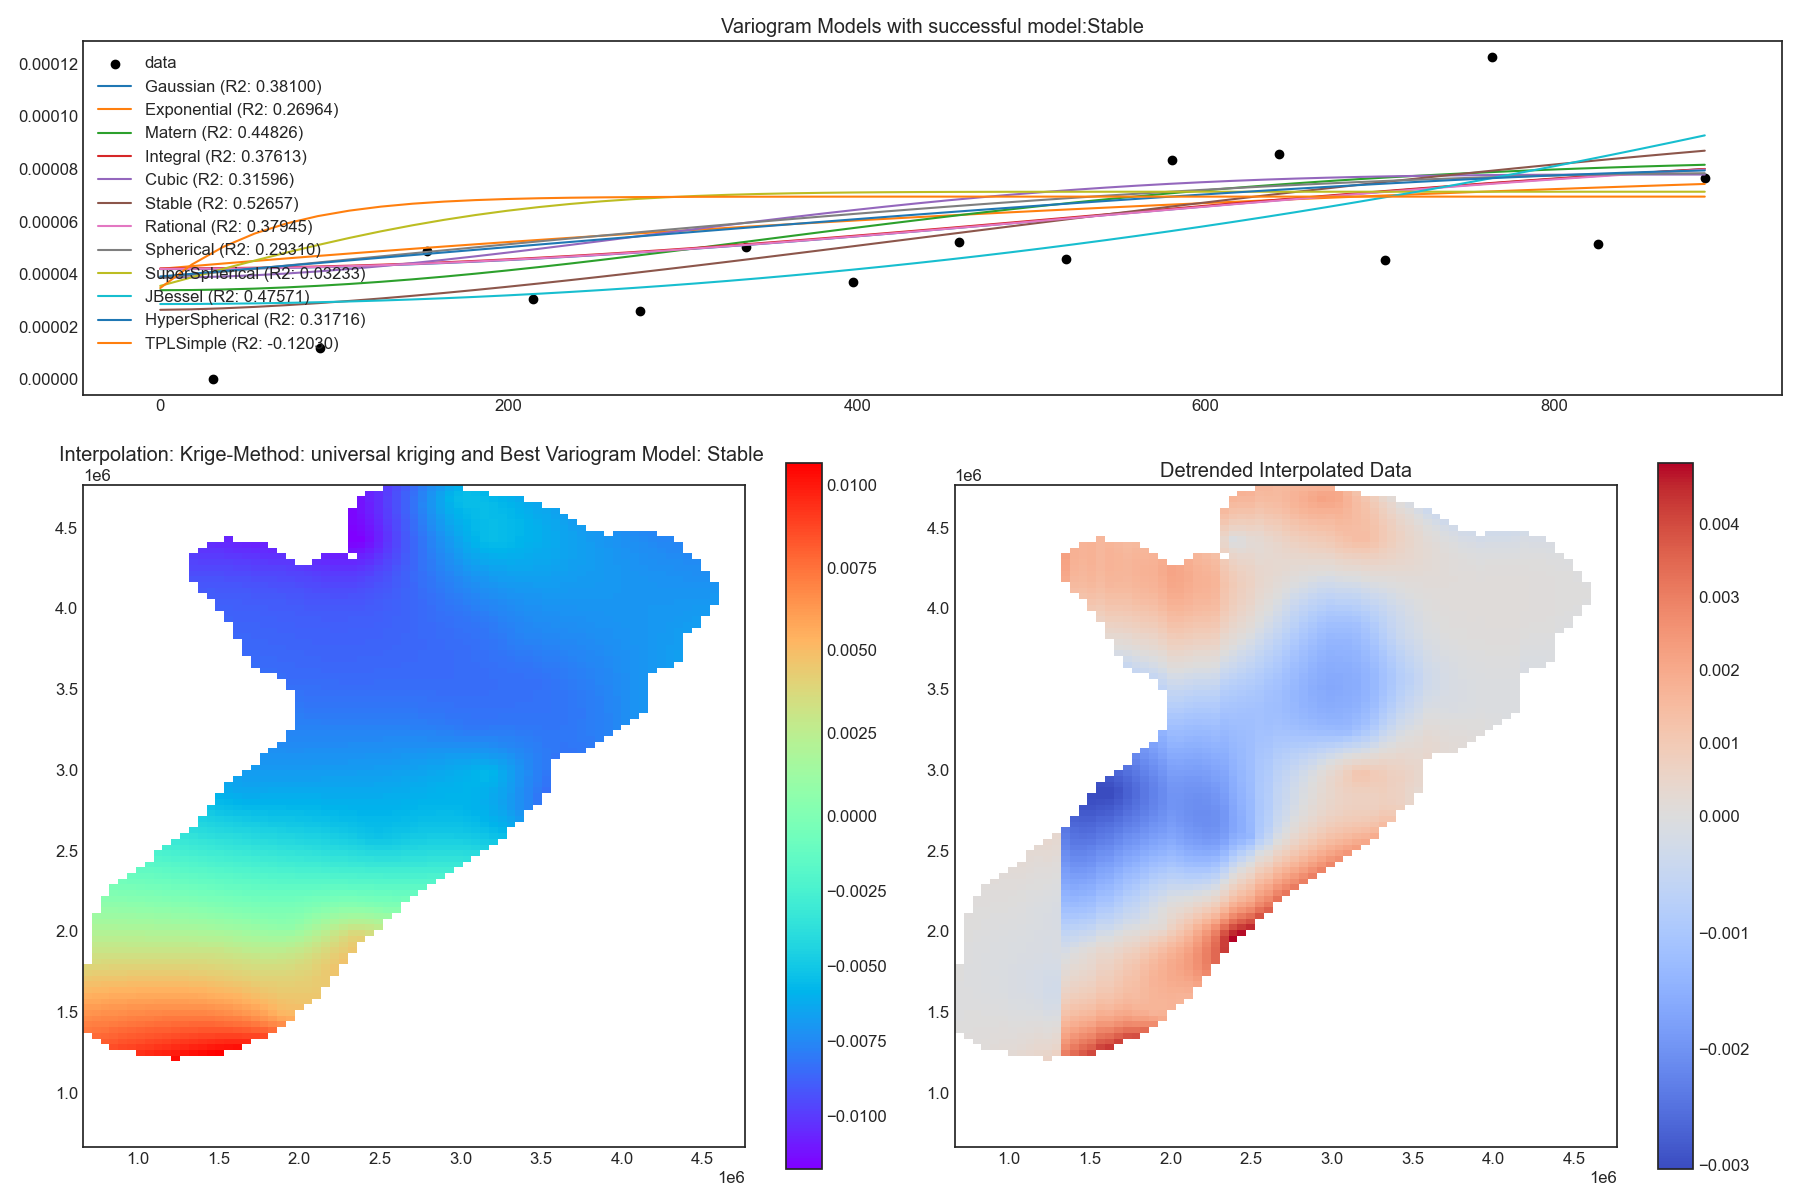 Variogram Models with successful model:Stable
0.00012
0.00010
0.00008
0.00006
0.00004
0.00002
0.00000
data
Gaussian (R2: 0.38100)
Exponential (R2: 0.26964)
Matern (R2: 0.44826)
Integral (R2: 0.37613)
Cubic (R2: 0.31596)
Stable (R2: 0.52657)
Rational (R2: 0.37945)
Spherical (R2: 0.29310)
SuperSpherical (R2: 0.03233)
JBessel (R2: 0.47571)
HyperSpherical (R2: 0.31716)
TPLSimple (R2: -0.12030)
0 200 400 600 800
Interpolation: Krige-Method: universal kriging and Best Variogram Model: Stable
1e6
4.5
4.0
3.5
3.0
2.5
2.0
1.5
1.0
1.0 1.5 2.0 2.5 3.0 3.5 4.0 4.5
1e6
0.0100
0.0075
0.0050
0.0025
0.0000
−0.0025
−0.0050
−0.0075
−0.0100
Detrended Interpolated Data
1e6
4.5
4.0
3.5
3.0
2.5
2.0
1.5
1.0
1.0 1.5 2.0 2.5 3.0 3.5 4.0 4.5
1e6
0.004
0.003
0.002
0.001
0.000
−0.001
−0.002
−0.003